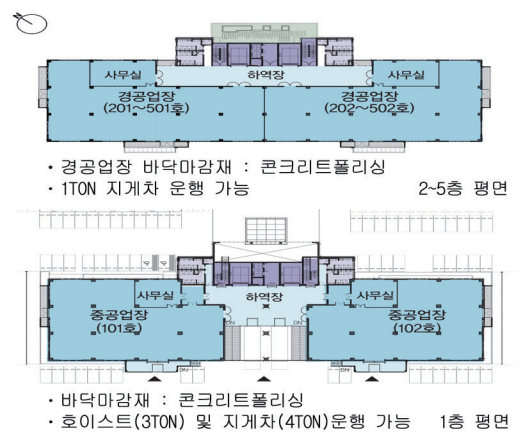 사무실
하역장
사무실
경공업장
(201~501호)
경공업장
(202~502호)
· 경공업장 바닥마감재 : 콘크리트폴리싱
· 1TON 지게차 운행 가능
2~5층 평면
사무실
하역장
사무실
중공업장
(101호)
중공업장
(102호)
DN
DN
DN
DN
· 바닥마감재 : 콘크리트폴리싱
· 호이스트(3TON) 및 지게차(4TON)운행 가능
1층 평면